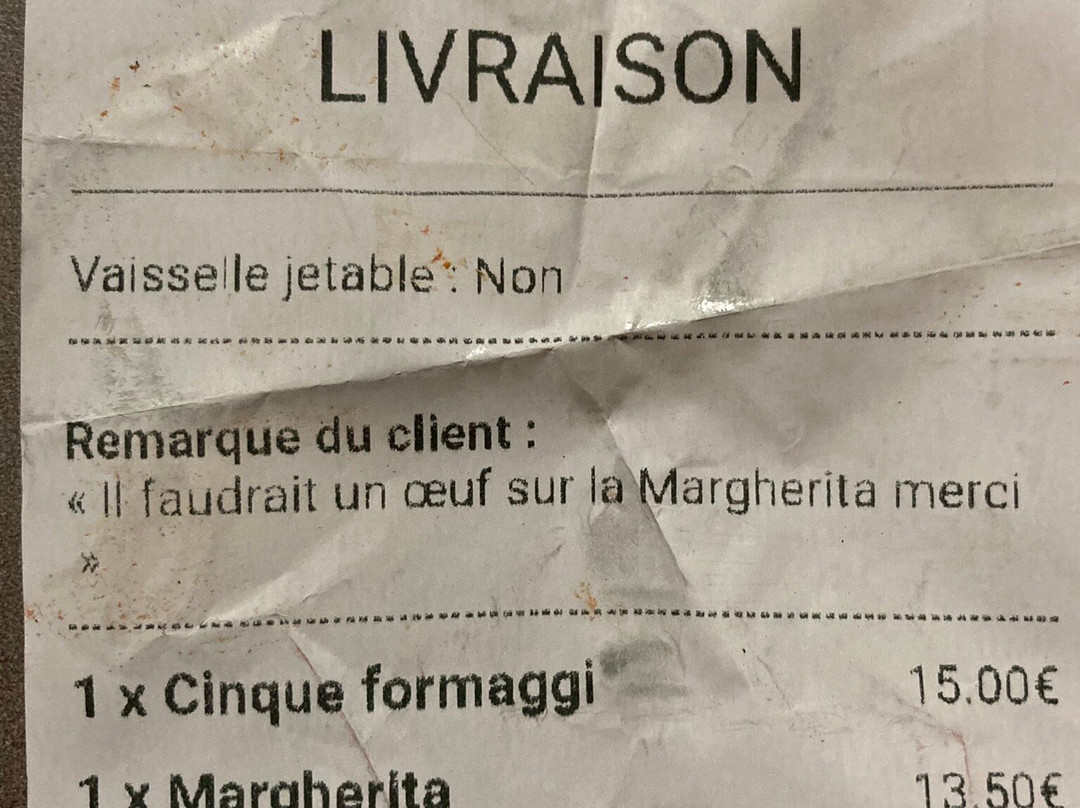 LIVRAISON
Vaisselle jetable : Non
Remarque du client :
« Il faudrait un œuf sur la Margherita merci
»
1 x Cinque formaggi 15.00€
1 x Margherita 13.50€